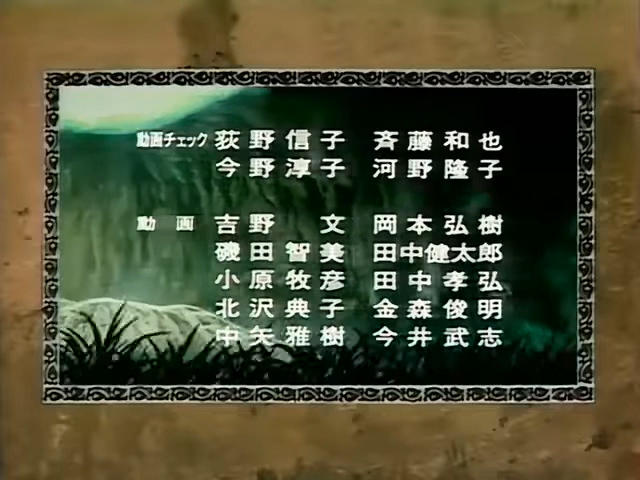 動画チェック 荻野信子 斉藤和也
今野淳子 河野隆子
動画 吉野 文 岡本弘樹
磯田智美 田中健太郎
小原牧彦 田中孝弘
北沢典子 金森俊明
中矢雅樹 今井武志